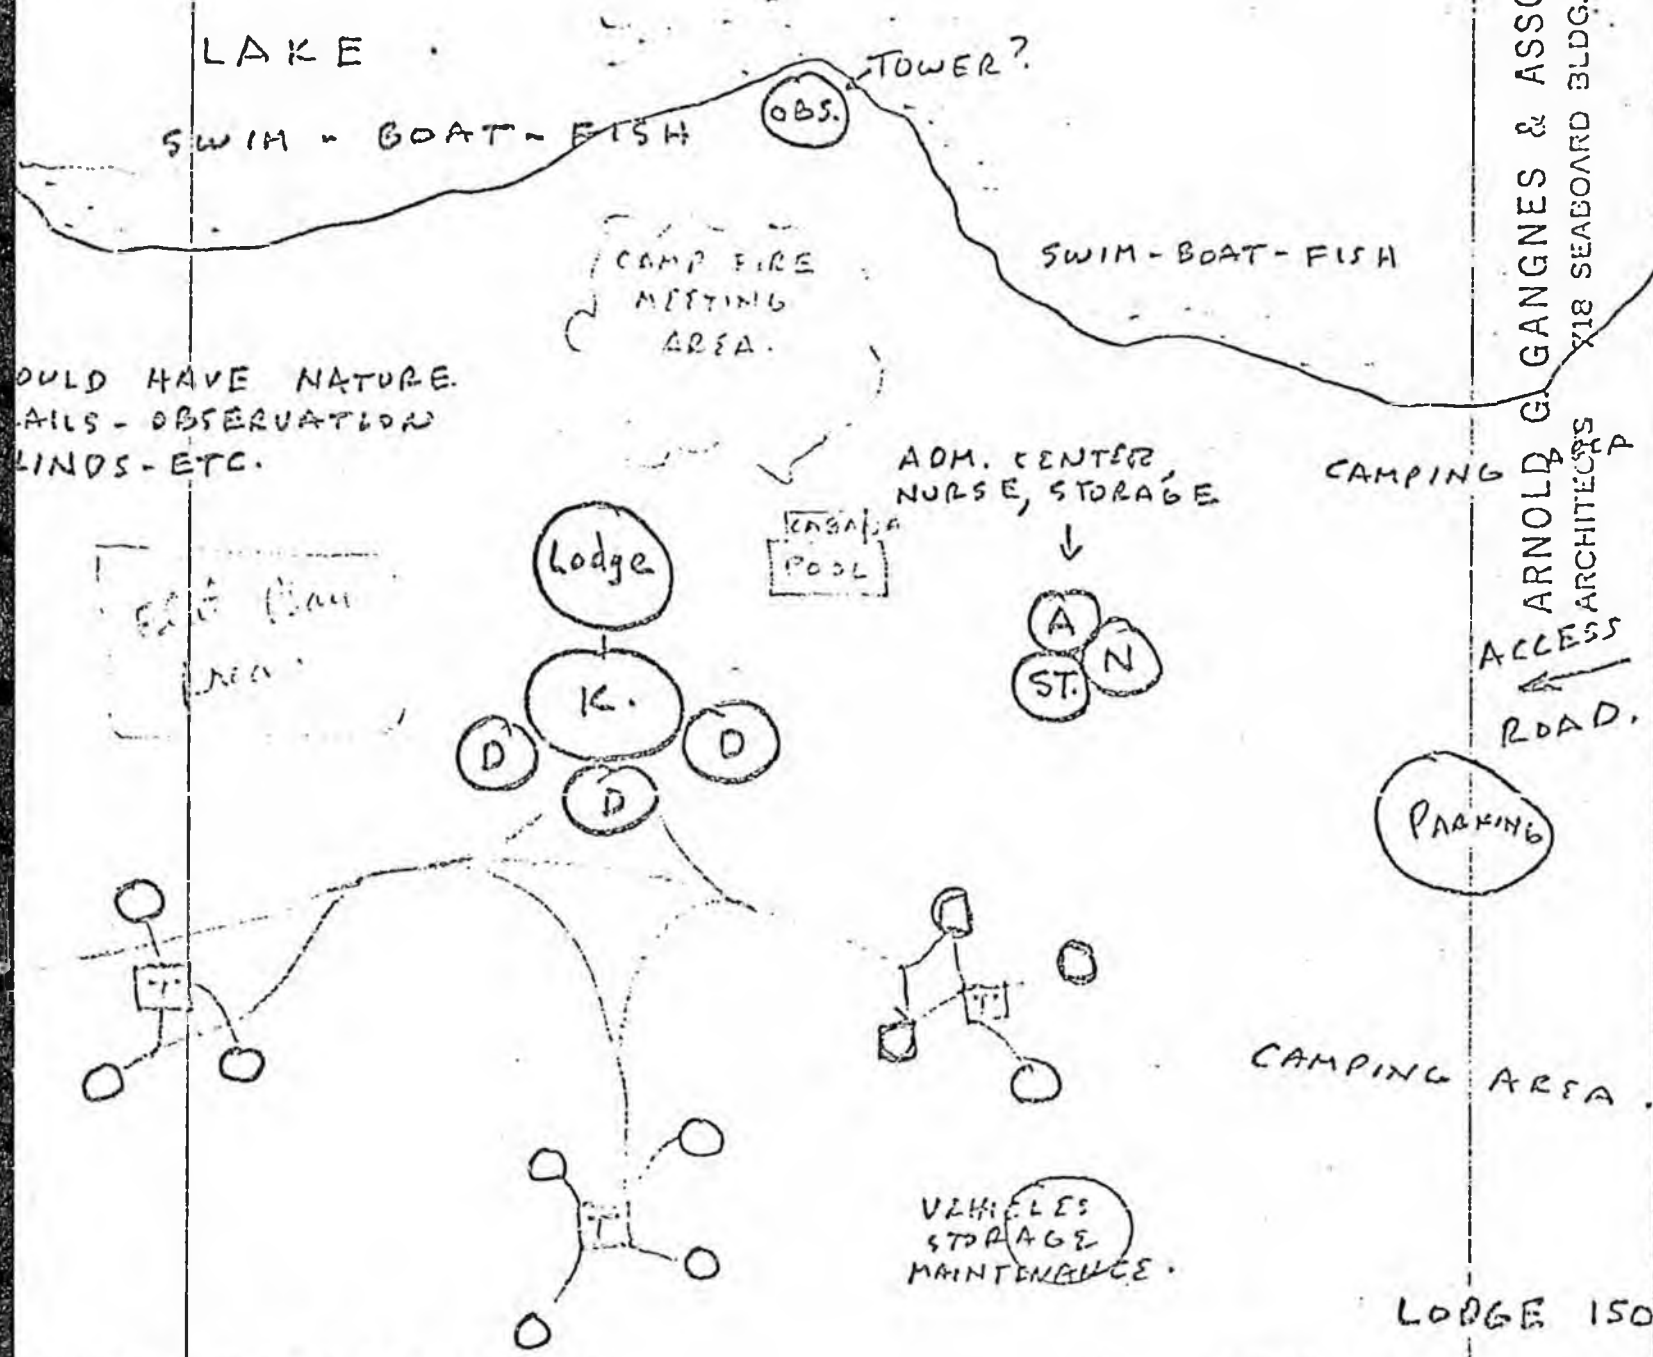 LAKE
TOWER?
OBS.
SWIM - BOAT - FISH
SWIM - BOAT - FISH
CAMP FIRE
MEETING
AREA.
OULD HAVE NATURE
AILS - OBSERVATION
LINDS - ETC.
ADM. CENTER,
NURSE, STORAGE
CAMPING
ARNOLD G. GANGNES & ASSO
ARCHITECTS 718 SEABOARD BLDG.
Lodge
POOL
A
N
ST.
ACCESS
ROAD.
K.
D
D
D
PARKING
T
T
CAMPING AREA.
T
VEHICLES
STORAGE
MAINTENANCE.
LODGE 150